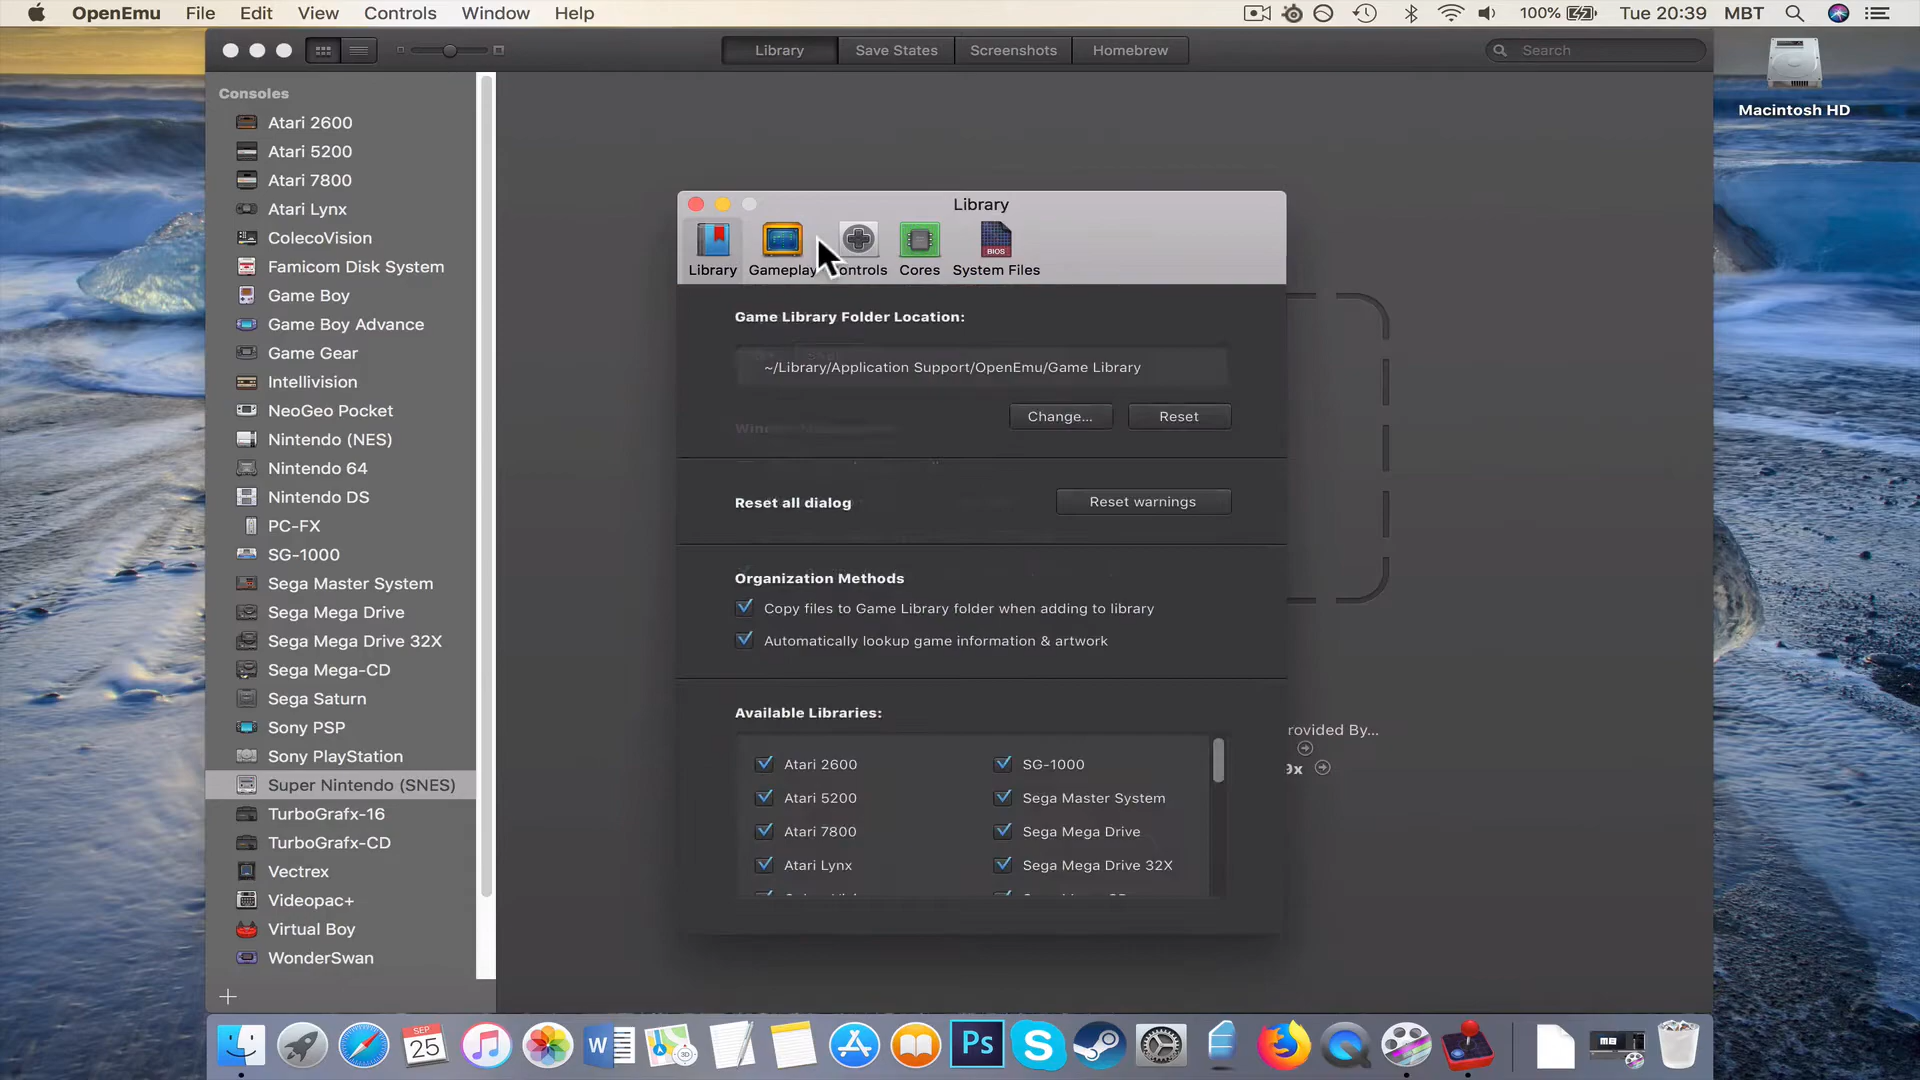 OpenEmu File Edit View Controls Window Help 100% Tue 20:39 MBT
Library Save States Screenshots Homebrew Search
Macintosh HD
Consoles
Atari 2600
Atari 5200
Atari 7800
Atari Lynx
ColecoVision
Famicom Disk System
Game Boy
Game Boy Advance
Game Gear
Intellivision
NeoGeo Pocket
Nintendo (NES)
Nintendo 64
Nintendo DS
PC-FX
SG-1000
Sega Master System
Sega Mega Drive
Sega Mega Drive 32X
Sega Mega-CD
Sega Saturn
Sony PSP
Sony PlayStation
Super Nintendo (SNES)
TurboGrafx-16
TurboGrafx-CD
Vectrex
Videopac+
Virtual Boy
WonderSwan
Library
BIOS
Library Gameplay ontrols Cores System Files
Game Library Folder Location:
~/Library/Application Support/OpenEmu/Game Library
Change... Reset
Reset all dialog Reset warnings
Organization Methods
Copy files to Game Library folder when adding to library
Automatically lookup game information & artwork
Available Libraries:
Atari 2600 SG-1000
Atari 5200 Sega Master System
Atari 7800 Sega Mega Drive
Atari Lynx Sega Mega Drive 32X
rovided By...
9x
SEP
25
W
3D
Ps
S